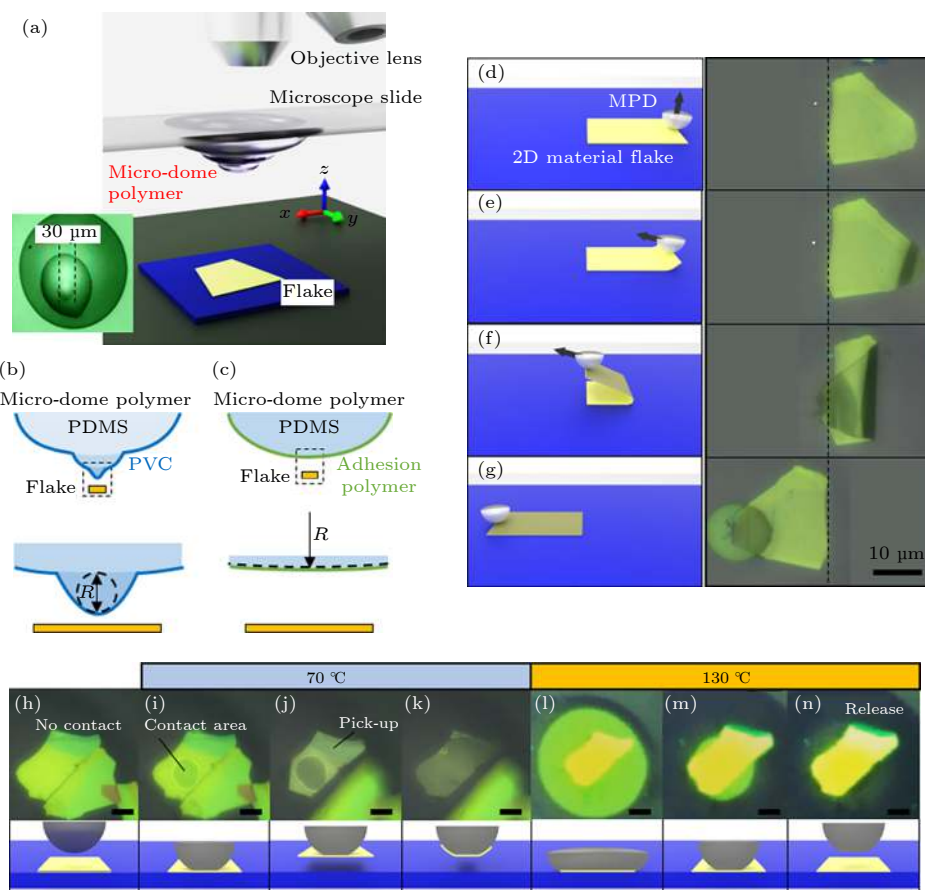 (a)
Objective lens
Microscope slide
Micro-dome
polymer
z
x
y
30 µm
Flake
(b)
(c)
Micro-dome polymer
Micro-dome polymer
PDMS
PDMS
PVC
Adhesion
polymer
Flake
Flake
R
R
(d)
MPD
2D material flake
(e)
(f)
(g)
10 µm
70 ℃
130 ℃
(h)
(i)
(j)
(k)
(l)
(m)
(n)
No contact
Contact area
Pick-up
Release